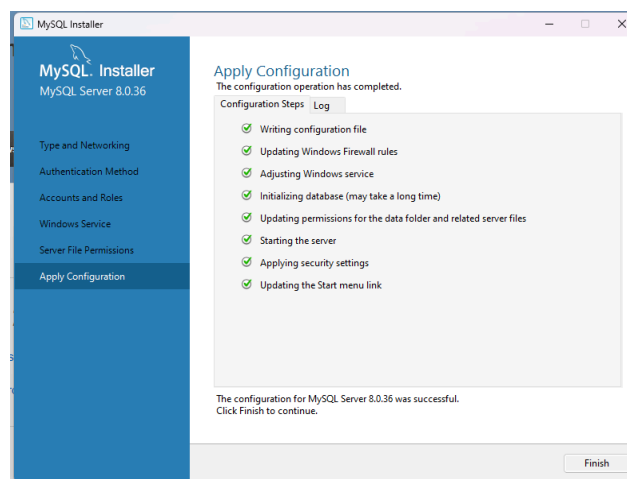 MySQL Installer
MySQL. Installer
MySQL Server 8.0.36
Type and Networking
Authentication Method
Accounts and Roles
Windows Service
Server File Permissions
Apply Configuration
Apply Configuration
The configuration operation has completed.
Configuration Steps Log
Writing configuration file
Updating Windows Firewall rules
Adjusting Windows service
Initializing database (may take a long time)
Updating permissions for the data folder and related server files
Starting the server
Applying security settings
Updating the Start menu link
The configuration for MySQL Server 8.0.36 was successful.
Click Finish to continue.
Finish